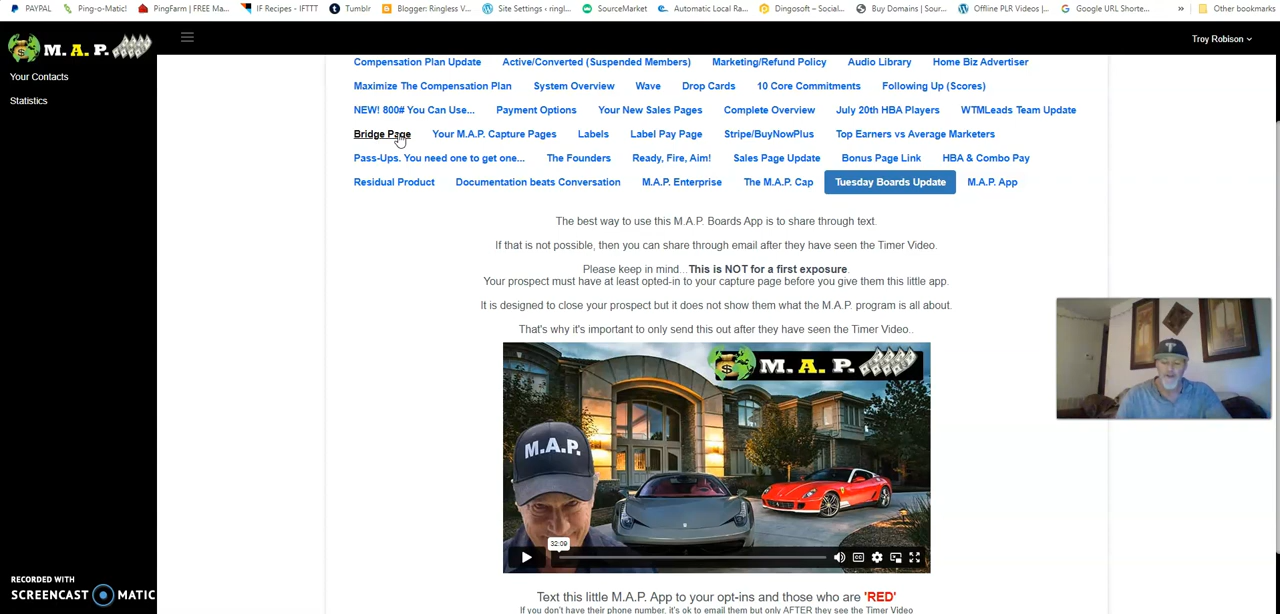 PAYPAL Ping-o-Matic! PingFarm | FREE Ma... IF Recipes - IFTTT Tumblr Blogger: Ringless V... Site Settings ‹ ringl... SourceMarket Automatic Local Ra... Dingosoft – Social... Buy Domains | Sour... Offline PLR Videos |... Google URL Shorte... » Other bookmarks
M. A. P.
Troy Robison
Your Contacts
Statistics
Compensation Plan Update Active/Converted (Suspended Members) Marketing/Refund Policy Audio Library Home Biz Advertiser
Maximize The Compensation Plan System Overview Wave Drop Cards 10 Core Commitments Following Up (Scores)
NEW! 800# You Can Use... Payment Options Your New Sales Pages Complete Overview July 20th HBA Players WTMLeads Team Update
Bridge Page Your M.A.P. Capture Pages Labels Label Pay Page Stripe/BuyNowPlus Top Earners vs Average Marketers
Pass-Ups. You need one to get one... The Founders Ready, Fire, Aim! Sales Page Update Bonus Page Link HBA & Combo Pay
Residual Product Documentation beats Conversation M.A.P. Enterprise The M.A.P. Cap Tuesday Boards Update M.A.P. App
The best way to use this M.A.P. Boards App is to share through text.
If that is not possible, then you can share through email after they have seen the Timer Video.
Please keep in mind...This is NOT for a first exposure.
Your prospect must have at least opted-in to your capture page before you give them this little app.
It is designed to close your prospect but it does not show them what the M.A.P. program is all about.
That's why it's important to only send this out after they have seen the Timer Video..
M. A. P.
M.A.P.
32:09
CC
Text this little M.A.P. App to your opt-ins and those who are 'RED'
If you don't have their phone number, it's ok to email them but only AFTER they see the Timer Video
RECORDED WITH
SCREENCAST MATIC